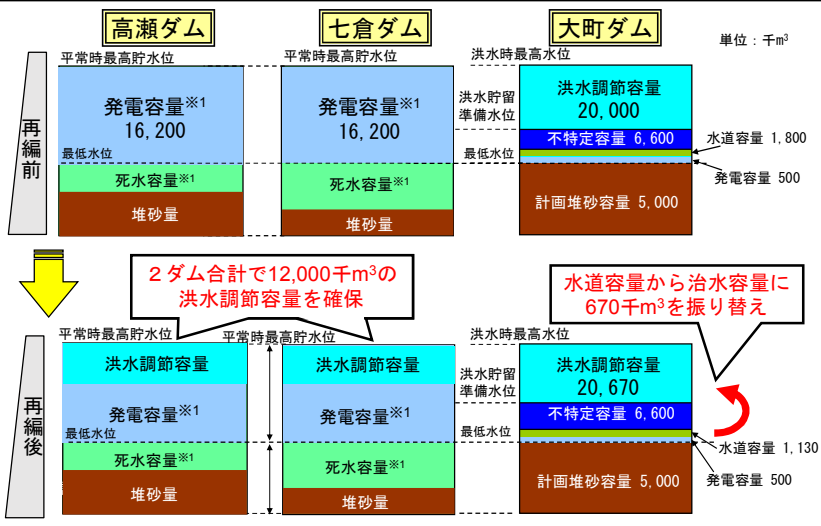 高瀬ダム
七倉ダム
大町ダム
単位：千m³
再編前
平常時最高貯水位
発電容量※1
16,200
最低水位
死水容量※1
堆砂量
平常時最高貯水位
発電容量※1
16,200
死水容量※1
堆砂量
洪水時最高水位
洪水調節容量
20,000
洪水貯留
準備水位
不特定容量 6,600
水道容量 1,800
最低水位
発電容量 500
計画堆砂容量 5,000
２ダム合計で12,000千m³の
洪水調節容量を確保
水道容量から治水容量に
670千m³を振り替え
再編後
平常時最高貯水位
洪水調節容量
発電容量※1
最低水位
死水容量※1
堆砂量
平常時最高貯水位
洪水調節容量
発電容量※1
死水容量※1
堆砂量
洪水時最高水位
洪水調節容量
20,670
洪水貯留
準備水位
不特定容量 6,600
最低水位
水道容量 1,130
発電容量 500
計画堆砂容量 5,000